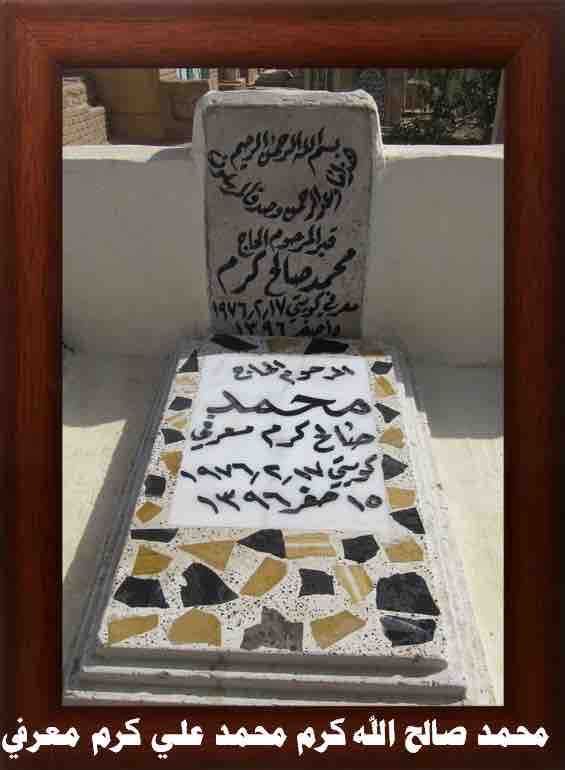 بسم الله الرحمن الرحيم
هذا ما وعد الرحمن وصدق المرسلون
قبر المرحوم الحاج
محمد صالح كرم
معرفي كويتي ١٧/٢/١٩٧٦
١٥ صفر ١٣٩٦
المرحوم الحاج
محمد
صالح كرم معرفي
كويتي ١٧/٢/١٩٧٦
١٥ صفر ١٣٩٦
محمد صالح الله كرم محمد علي كرم معرفي